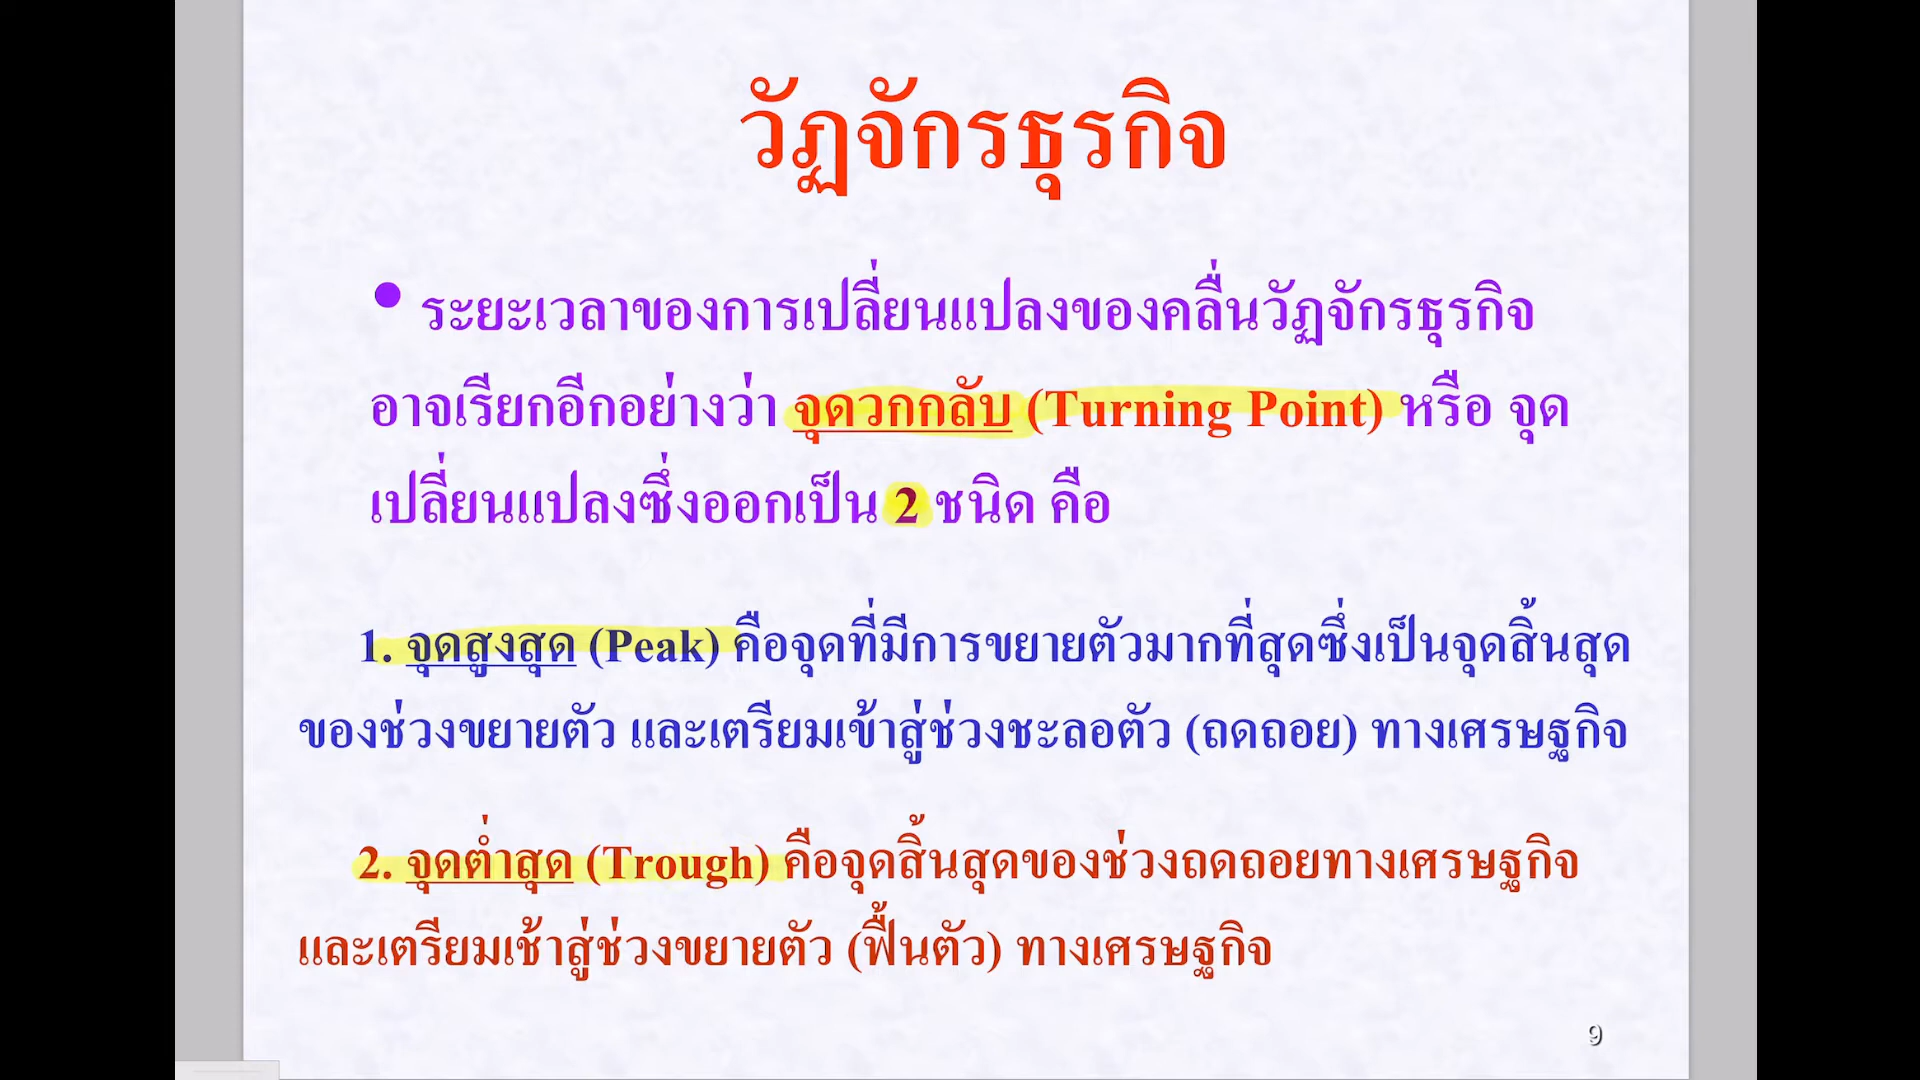 วัฏจักรธุรกิจ
• ระยะเวลาของการเปลี่ยนแปลงของคลื่นวัฏจักรธุรกิจ
อาจเรียกอีกอย่างว่า จุดวกกลับ (Turning Point) หรือ จุด
เปลี่ยนแปลงซึ่งออกเป็น 2 ชนิด คือ
1. จุดสูงสุด (Peak) คือจุดที่มีการขยายตัวมากที่สุดซึ่งเป็นจุดสิ้นสุด
ของช่วงขยายตัว และเตรียมเข้าสู่ช่วงชะลอตัว (ถดถอย) ทางเศรษฐกิจ
2. จุดต่ำสุด (Trough) คือจุดสิ้นสุดของช่วงถดถอยทางเศรษฐกิจ
และเตรียมเช้าสู่ช่วงขยายตัว (ฟื้นตัว) ทางเศรษฐกิจ
9